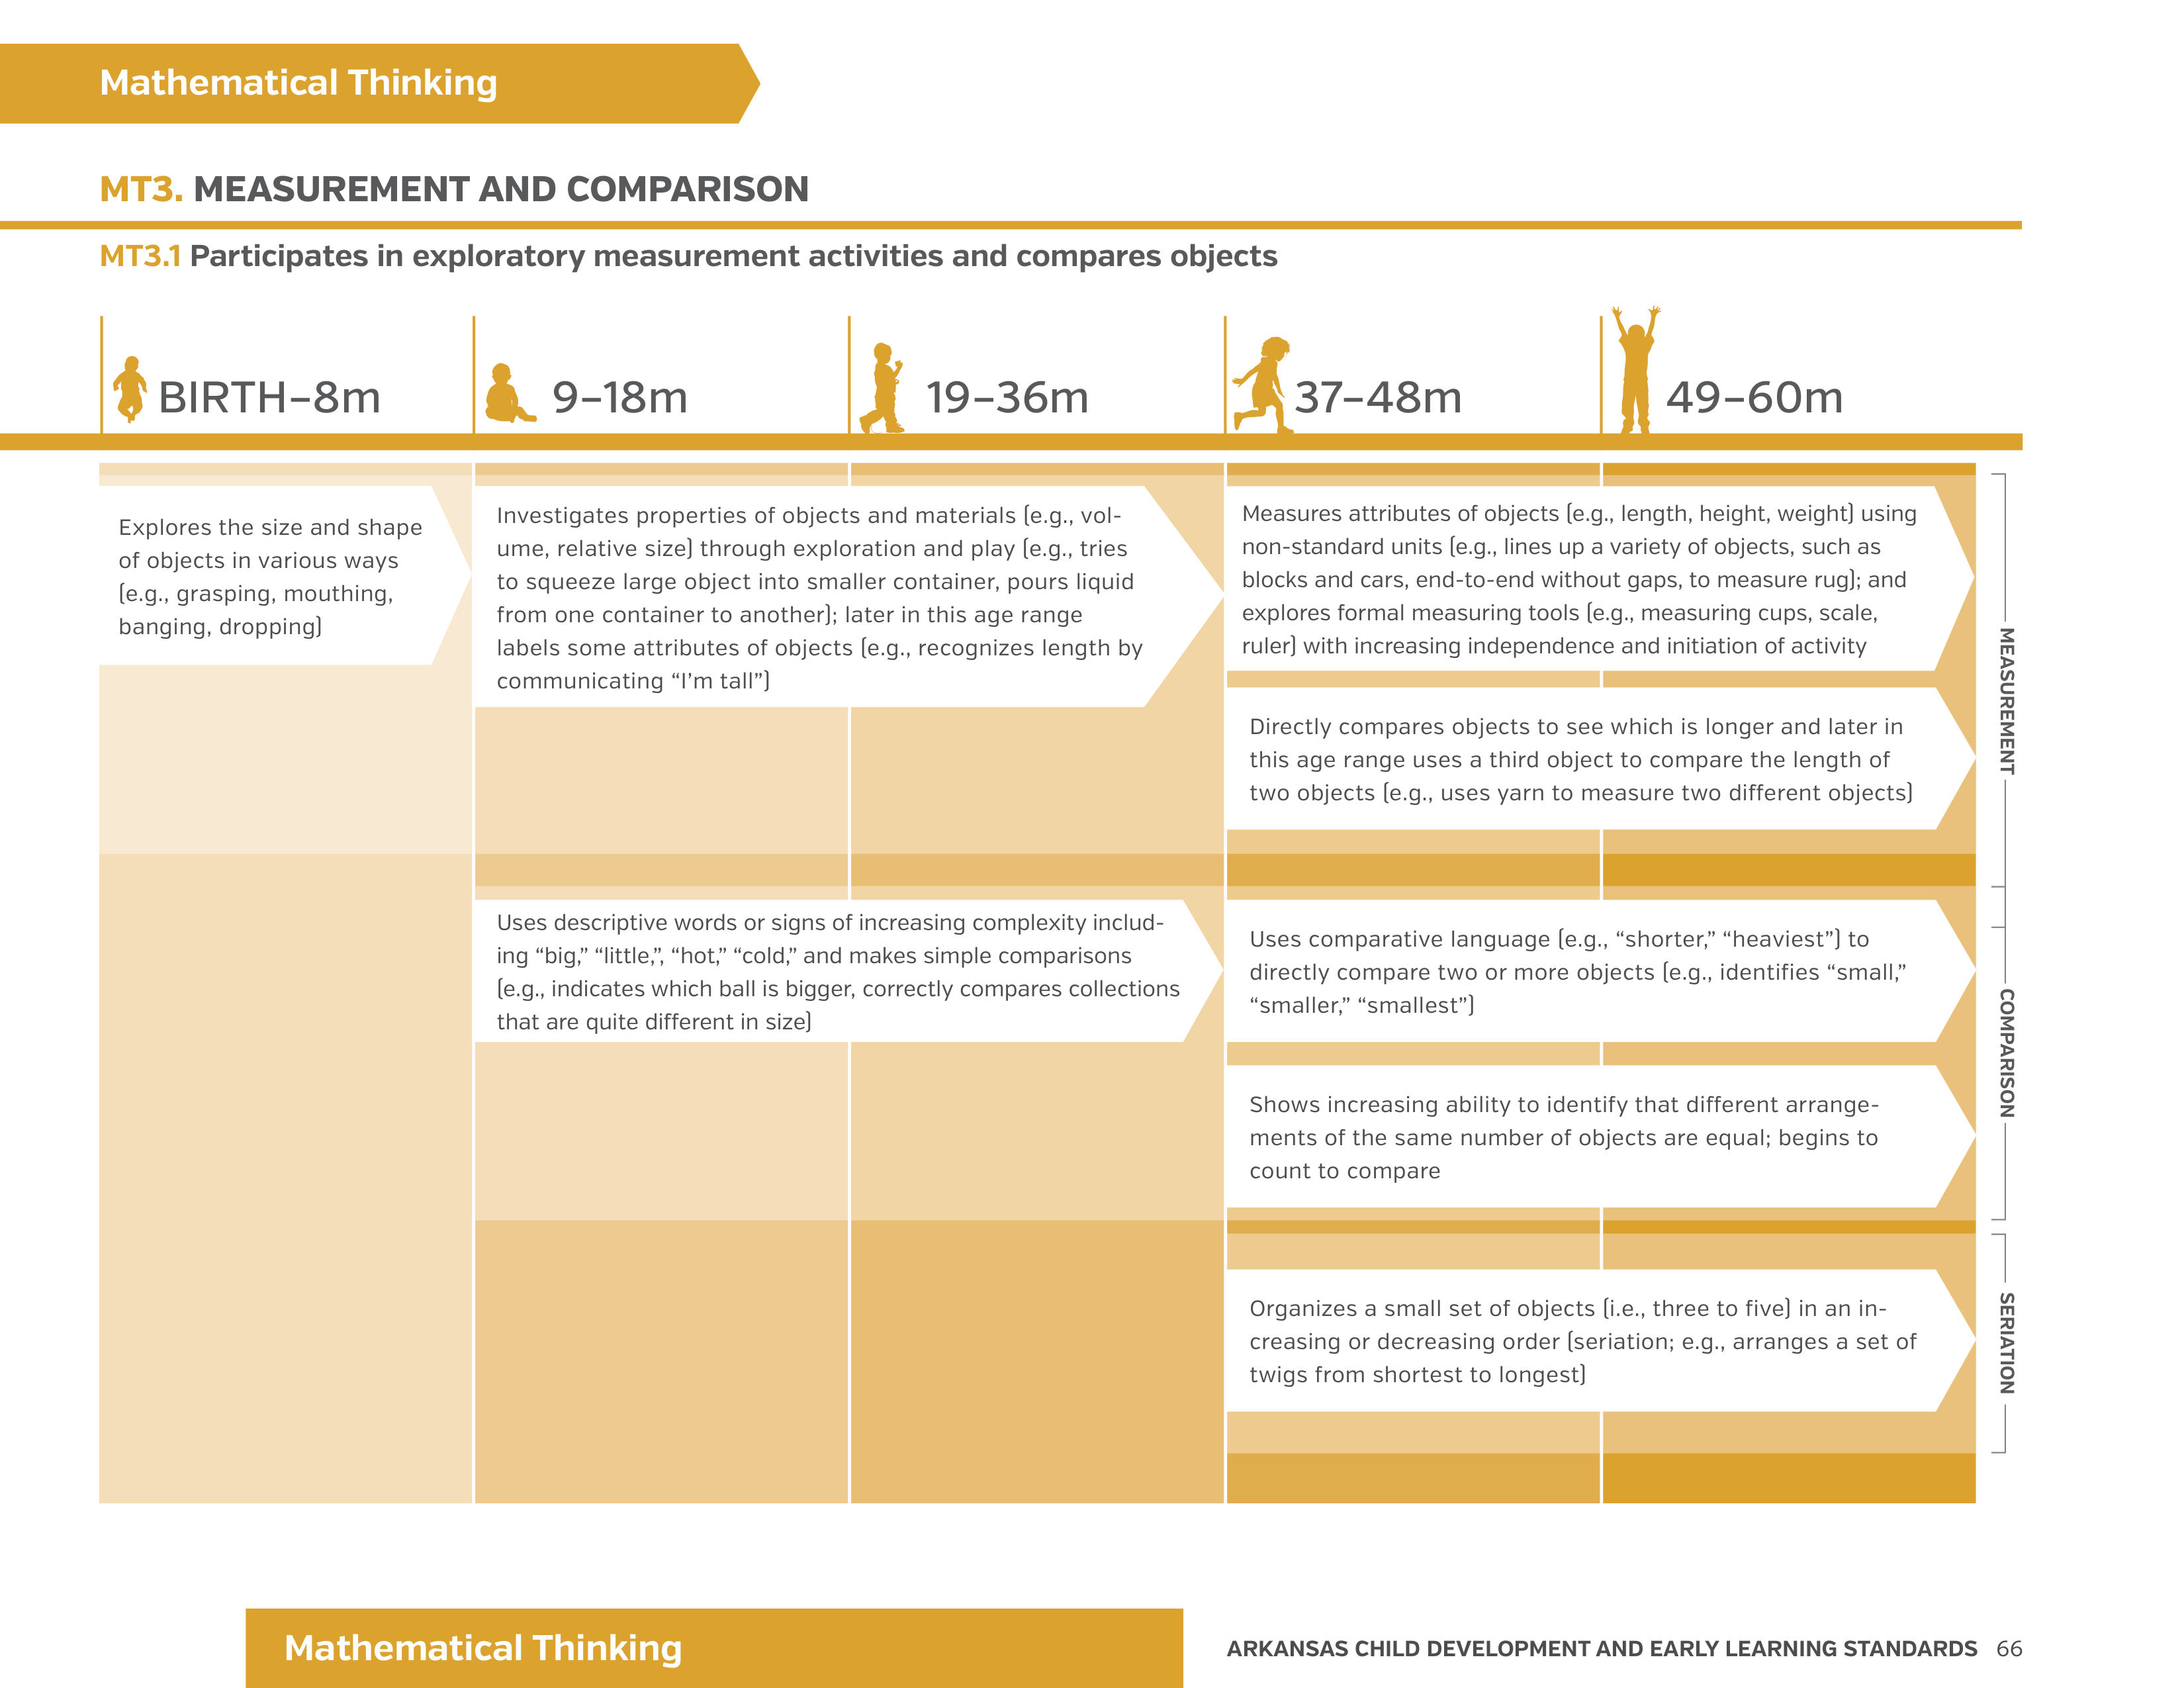 Mathematical Thinking
MT3. MEASUREMENT AND COMPARISON
MT3.1 Participates in exploratory measurement activities and compares objects
BIRTH–8m
9–18m
19–36m
37–48m
49–60m
Explores the size and shape
of objects in various ways
(e.g., grasping, mouthing,
banging, dropping)
Investigates properties of objects and materials (e.g., vol-
ume, relative size) through exploration and play (e.g., tries
to squeeze large object into smaller container, pours liquid
from one container to another); later in this age range
labels some attributes of objects (e.g., recognizes length by
communicating “I’m tall”)
Measures attributes of objects (e.g., length, height, weight) using
non-standard units (e.g., lines up a variety of objects, such as
blocks and cars, end-to-end without gaps, to measure rug); and
explores formal measuring tools (e.g., measuring cups, scale,
ruler) with increasing independence and initiation of activity
Directly compares objects to see which is longer and later in
this age range uses a third object to compare the length of
two objects (e.g., uses yarn to measure two different objects)
MEASUREMENT
Uses descriptive words or signs of increasing complexity includ-
ing “big,” “little,”, “hot,” “cold,” and makes simple comparisons
(e.g., indicates which ball is bigger, correctly compares collections
that are quite different in size)
Uses comparative language (e.g., “shorter,” “heaviest”) to
directly compare two or more objects (e.g., identifies “small,”
“smaller,” “smallest”)
Shows increasing ability to identify that different arrange-
ments of the same number of objects are equal; begins to
count to compare
COMPARISON
Organizes a small set of objects (i.e., three to five) in an in-
creasing or decreasing order (seriation; e.g., arranges a set of
twigs from shortest to longest)
SERIATION
Mathematical Thinking
ARKANSAS CHILD DEVELOPMENT AND EARLY LEARNING STANDARDS 66